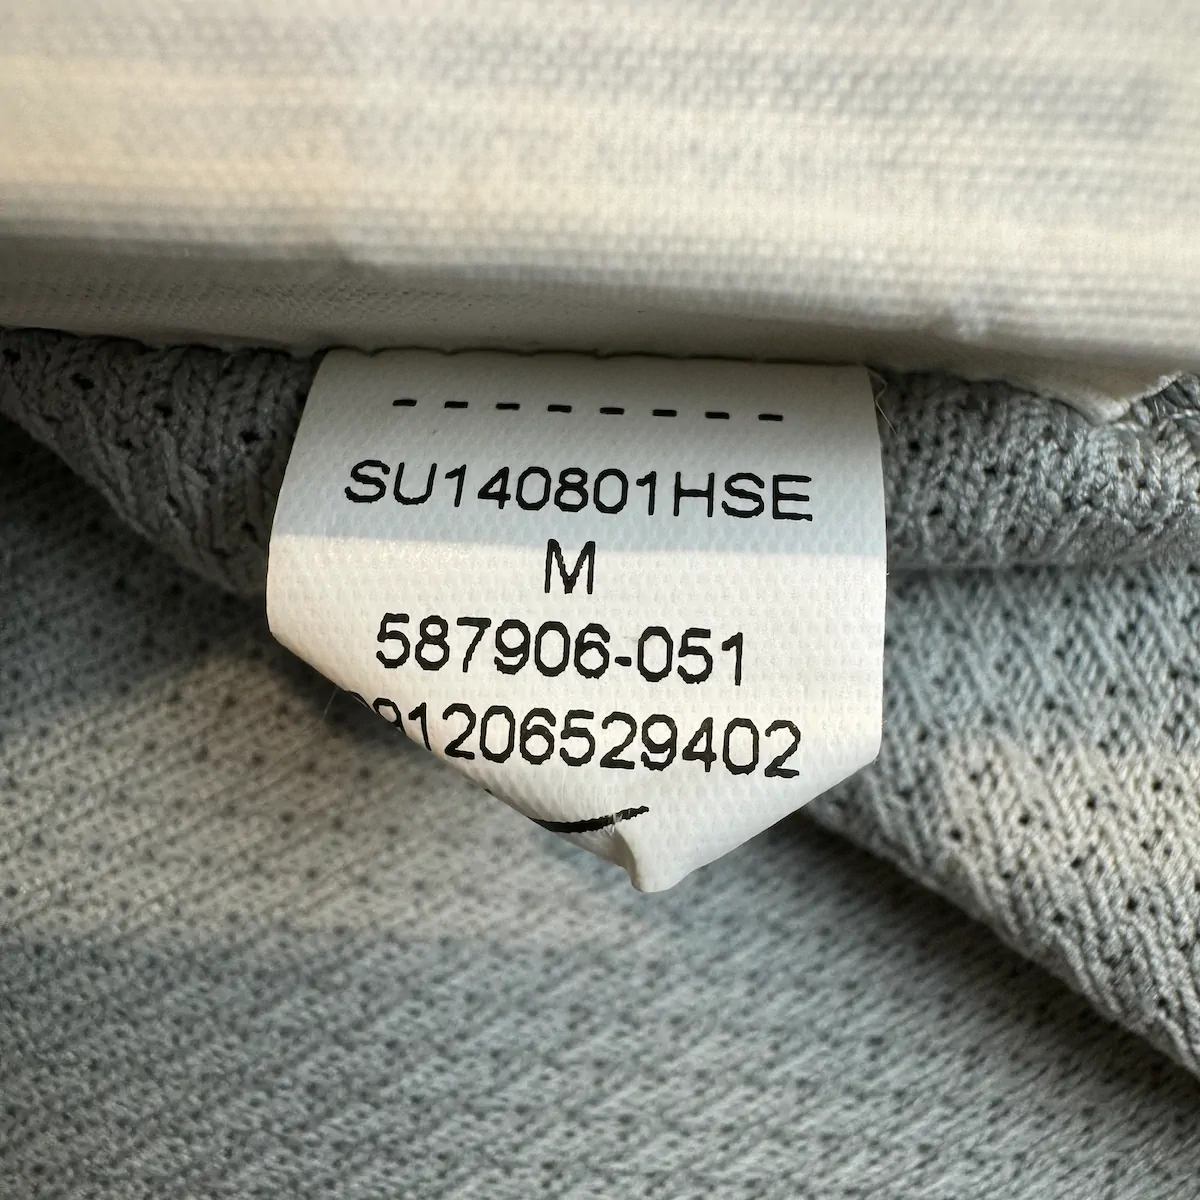 - - - - - - - -
SU140801HSE
M
587906-051
91206529402